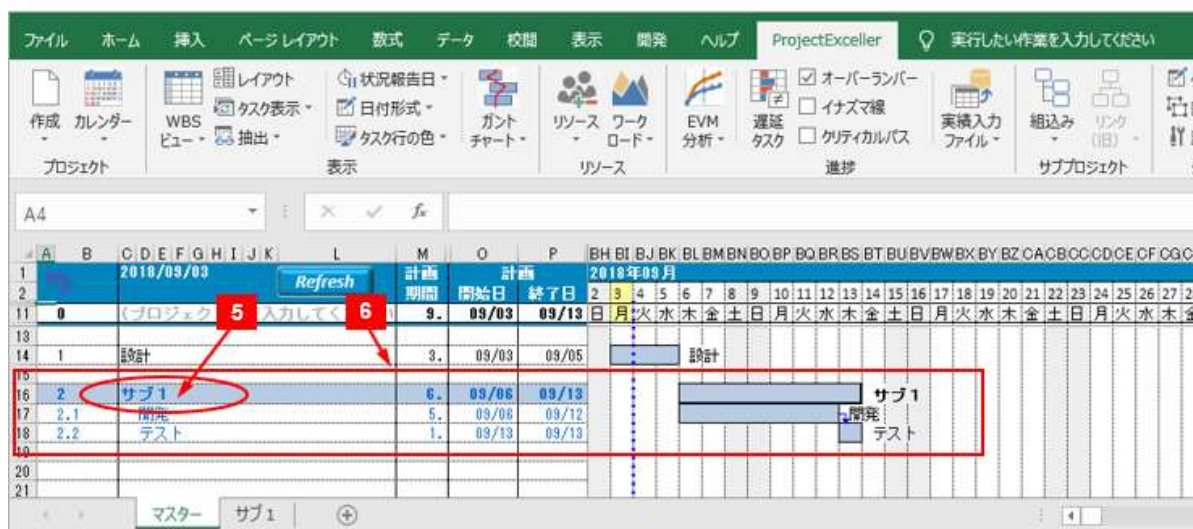 ファイル ホーム 挿入 ページ レイアウト 数式 データ 校閲 表示 開発 ヘルプ ProjectExceller 実行したい作業を入力してください
レイアウト 状況報告日 オーバーランバー
タスク表示 日付形式 イナズマ線
抽出 タスク行の色 クリティカルパス
作成 カレンダー WBS ビュー ガント チャート リソース ワーク ロード EVM 分析 遅延 タスク 実績入力 ファイル 組込み リンク (旧)
プロジェクト 表示 リソース 進捗 サブプロジェクト
A4 fx
A B C D E F G H I J K L M O P BH BI BJ BK BL BM BN BO BP BQ BR BS BT BU BV BW BX BY BZ CA CB CC CD CE CF CG
1 2018/09/03 Refresh 計画 計画 2018年09月
2 期間 開始日 終了日 2 3 4 5 6 7 8 9 10 11 12 13 14 15 16 17 18 19 20 21 22 23 24 25 26 27
11 0 (プロジェク 5 入力してく 6 9. 09/03 09/13 日 月 火 水 木 金 土 日 月 火 水 木 金 土 日 月 火 水 木 金 土 日 月 火 水 木 金
13
14 1 設計 3. 09/03 09/05 設計
15
16 2 サブ1 6. 09/06 09/13 サブ1
17 2.1 開発 5. 09/06 09/12 開発
18 2.2 テスト 1. 09/13 09/13 テスト
19
20
21
マスター サブ1